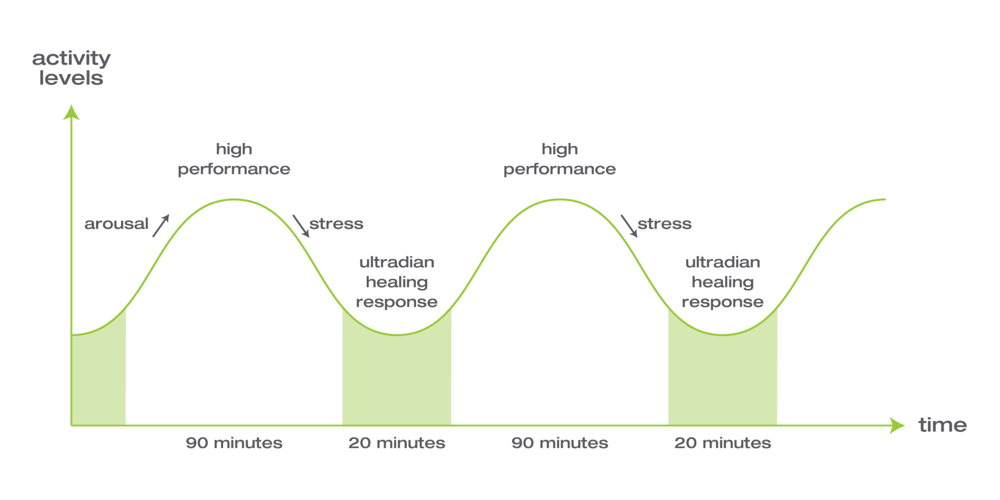 activity
levels
high
performance
high
performance
arousal
stress
stress
ultradian
healing
response
ultradian
healing
response
time
90 minutes
20 minutes
90 minutes
20 minutes